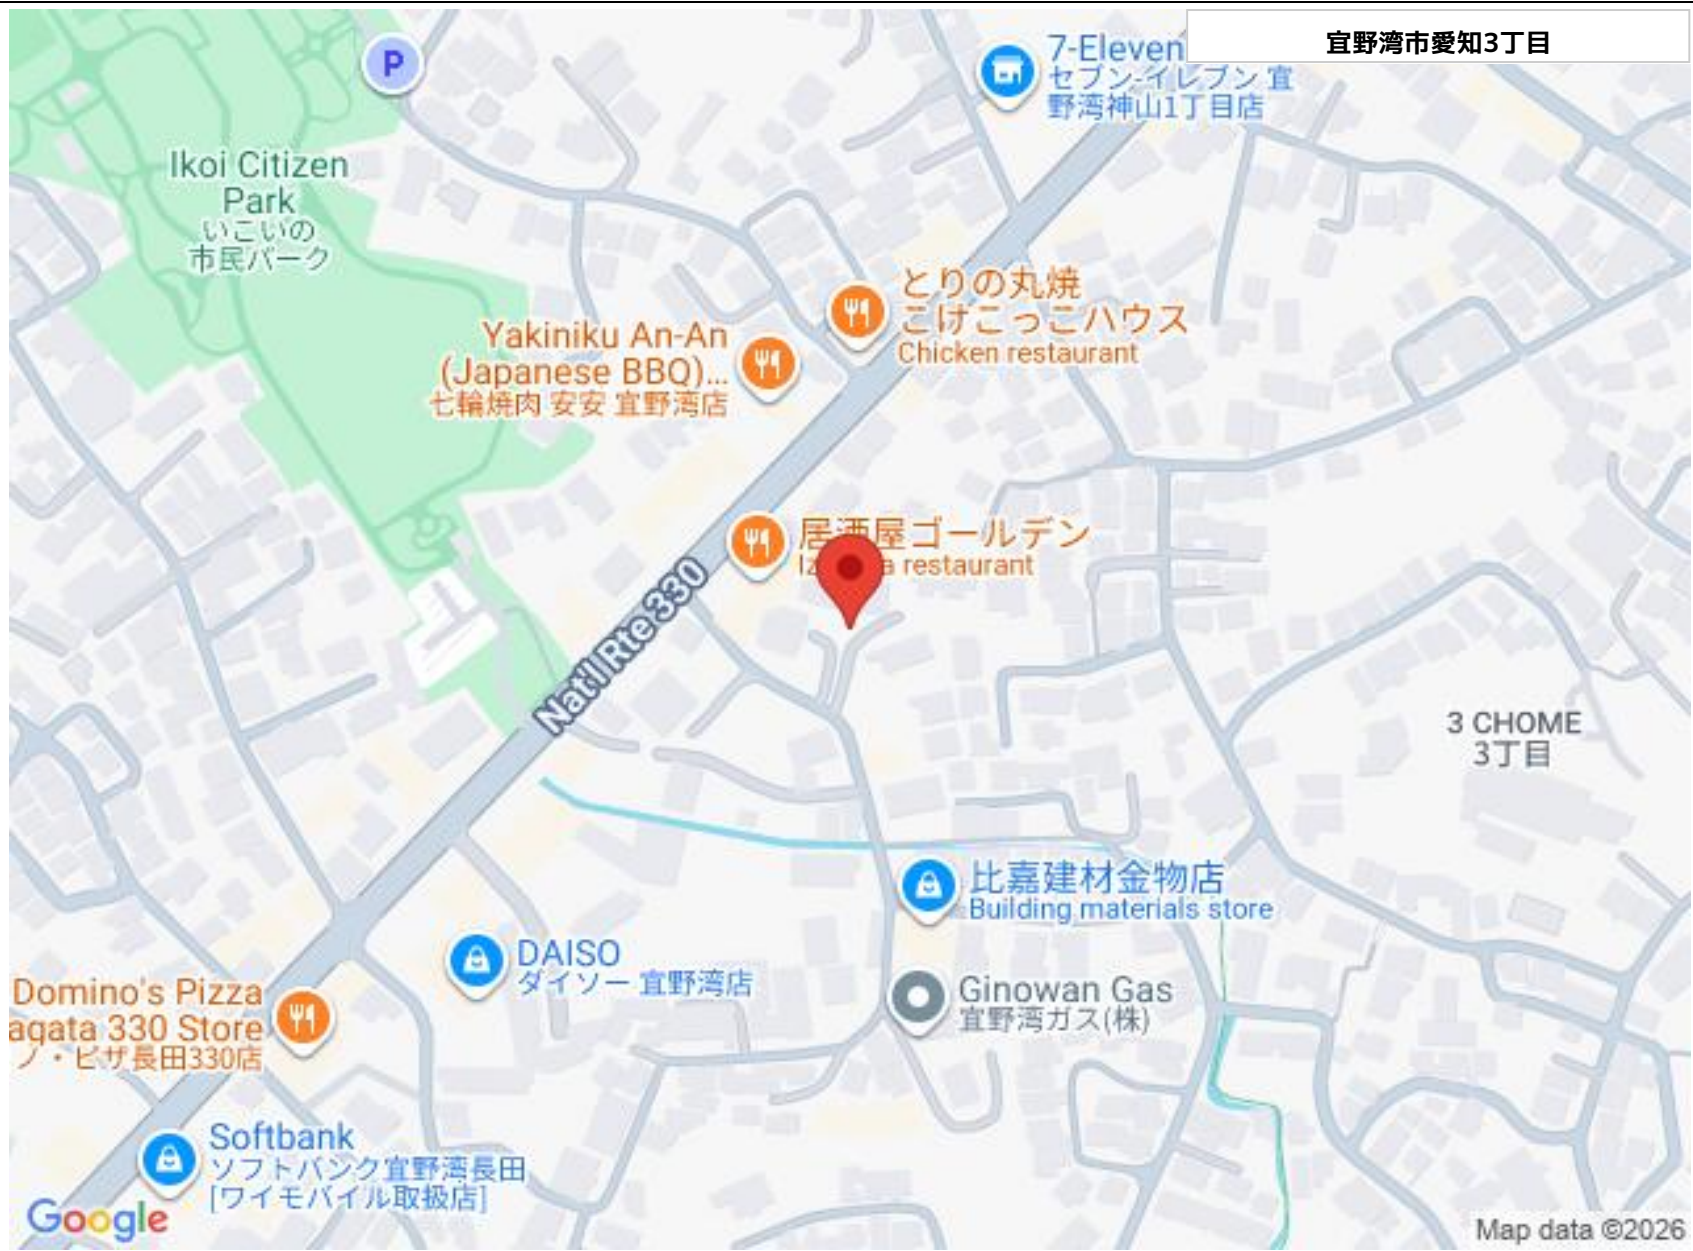 宜野湾市愛知3丁目
7-Eleven
セブン-イレブン 宜
野湾神山1丁目店
P
Ikoi Citizen
Park
いこいの
市民パーク
とりの丸焼
こけこっこハウス
Chicken restaurant
Yakiniku An-An
(Japanese BBQ)...
七輪焼肉 安安 宜野湾店
居酒屋ゴールデン
restaurant
Nat'l Rte 330
3 CHOME
3丁目
比嘉建材金物店
Building materials store
DAISO
ダイソー 宜野湾店
Ginowan Gas
宜野湾ガス(株)
Domino's Pizza
agata 330 Store
ノ・ピザ長田330店
Softbank
ソフトバンク宜野湾長田
[ワイモバイル取扱店]
Google
Map data ©2026